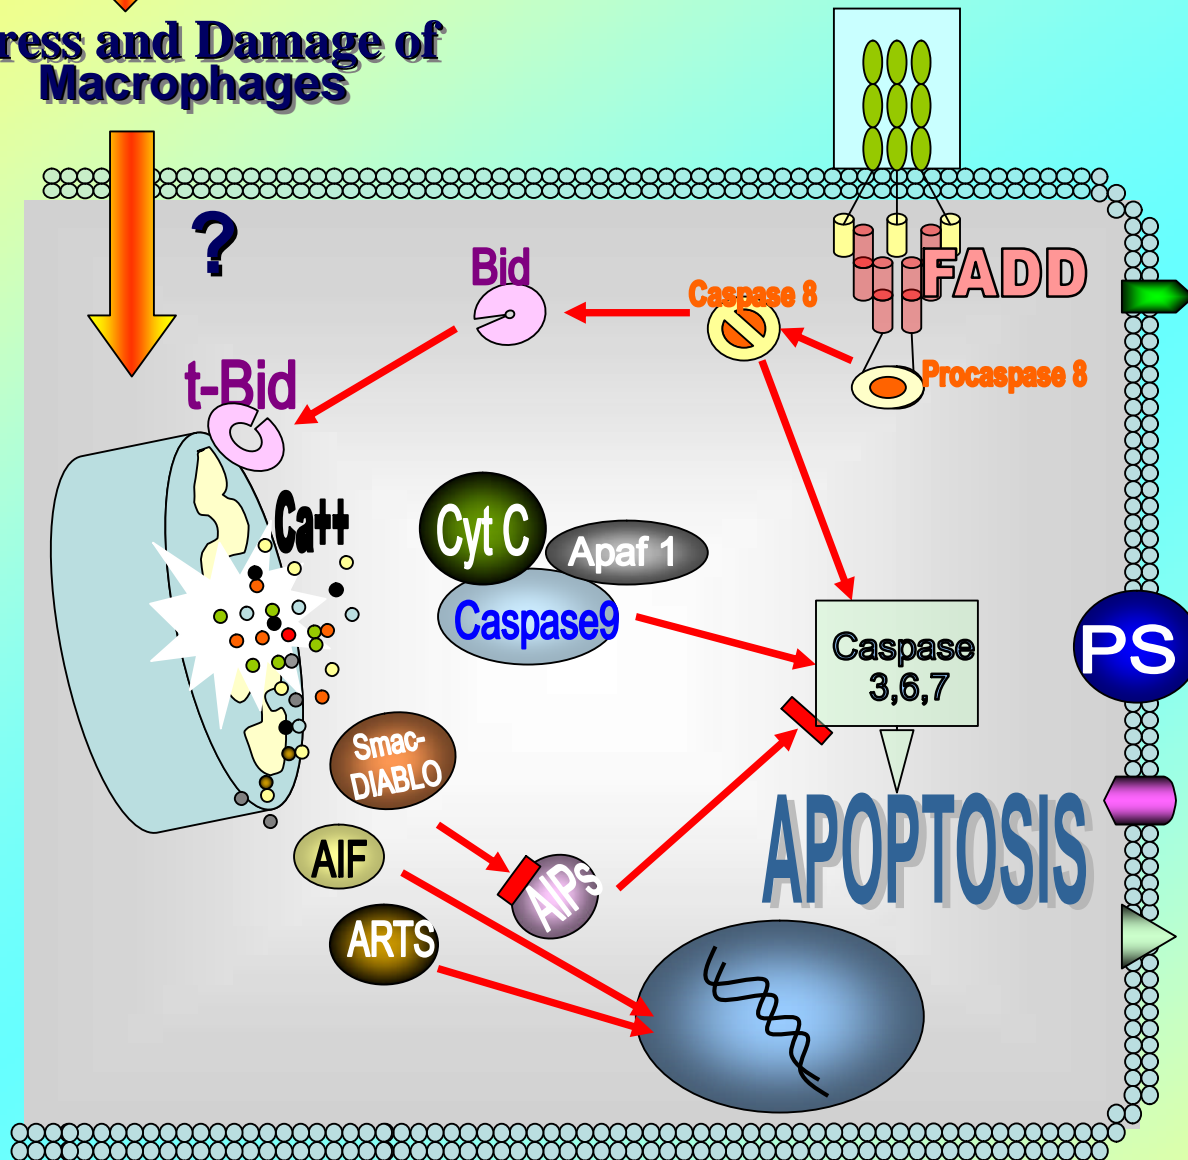 ress and Damage of
Macrophages
?
Bid
Caspase 8
FADD
Procaspase 8
t-Bid
Ca++
Cyt C
Apaf 1
Caspase9
Caspase
3,6,7
PS
Smac-
DIABLO
AIF
AIPs
ARTS
APOPTOSIS